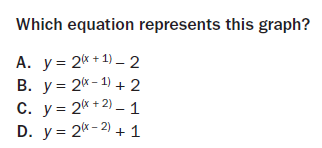 Which equation represents this graph?
A. y = 2(x + 1) – 2
B. y = 2(x – 1) + 2
C. y = 2(x + 2) – 1
D. y = 2(x – 2) + 1